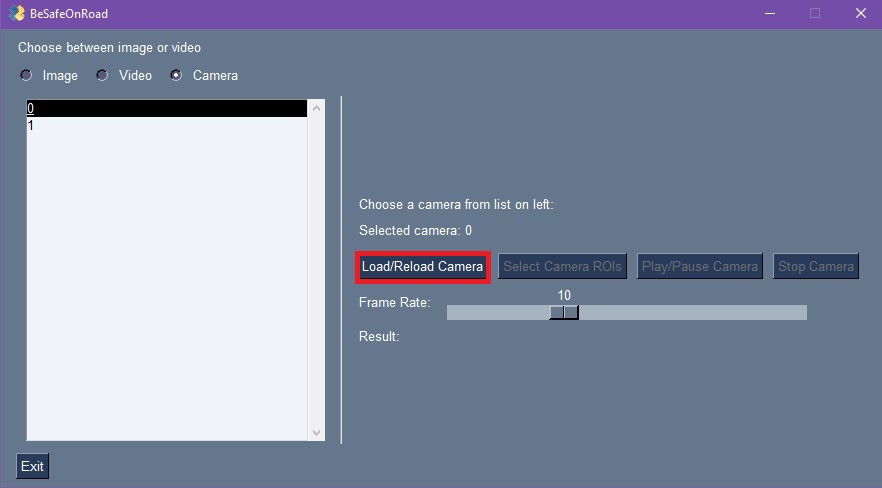 BeSafeOnRoad
Choose between image or video
Image Video Camera
0
1
Choose a camera from list on left:
Selected camera: 0
Load/Reload Camera Select Camera ROIs Play/Pause Camera Stop Camera
10
Frame Rate:
Result:
Exit